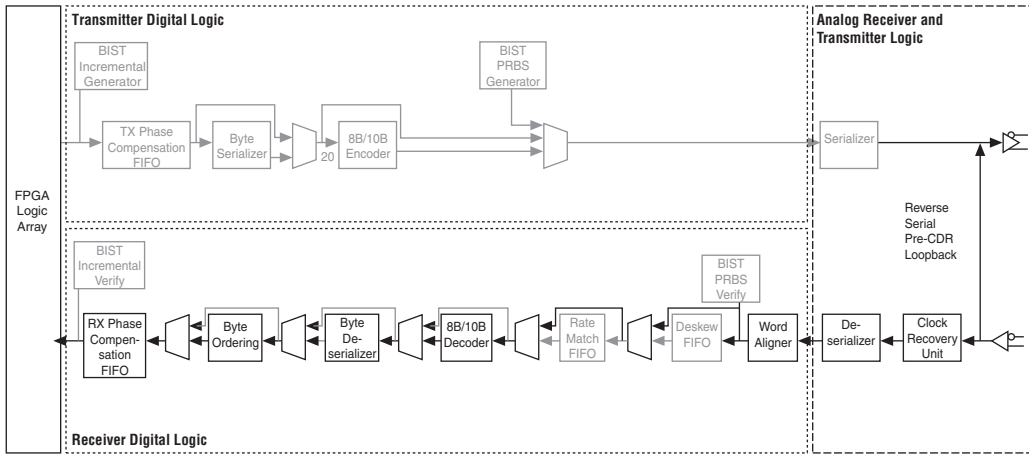 Transmitter Digital Logic
Analog Receiver and
Transmitter Logic
BIST
Incremental
Generator
BIST
PRBS
Generator
TX Phase
Compensation
FIFO
Byte
Serializer
20
8B/10B
Encoder
Serializer
FPGA
Logic
Array
Reverse
Serial
Pre-CDR
Loopback
BIST
Incremental
Verify
BIST
PRBS
Verify
RX Phase
Compen-
sation
FIFO
Byte
Ordering
Byte
De-
serializer
8B/10B
Decoder
Rate
Match
FIFO
Deskew
FIFO
Word
Aligner
De-
serializer
Clock
Recovery
Unit
Receiver Digital Logic